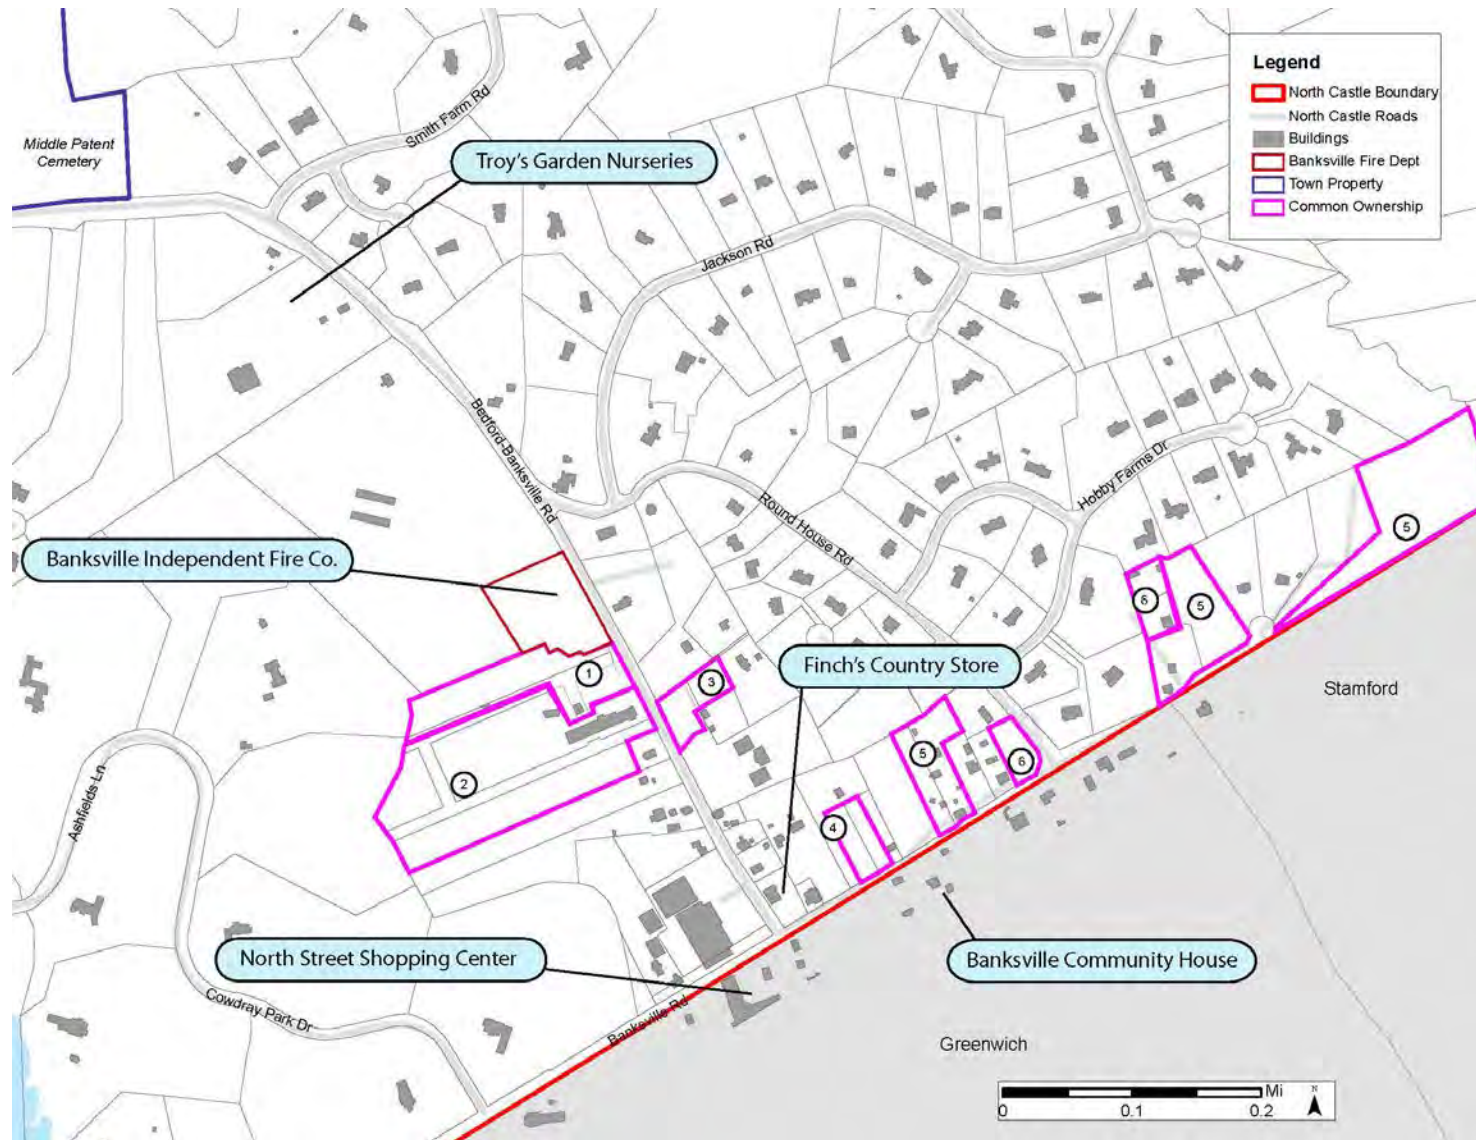 Legend
North Castle Boundary
North Castle Roads
Buildings
Banksville Fire Dept
Town Property
Common Ownership
Middle Patent
Cemetery
Smith Farm Rd
Troy's Garden Nurseries
Jackson Rd
Bedford-Banksville Rd
Round House Rd
Hobby Farms Dr
Banksville Independent Fire Co.
5
6
5
1
3
Finch's Country Store
Stamford
2
5
6
4
Ashfields Ln
North Street Shopping Center
Banksville Community House
Cowdray Park Dr
Banksville Rd
Greenwich
Mi
0 0.1 0.2
N